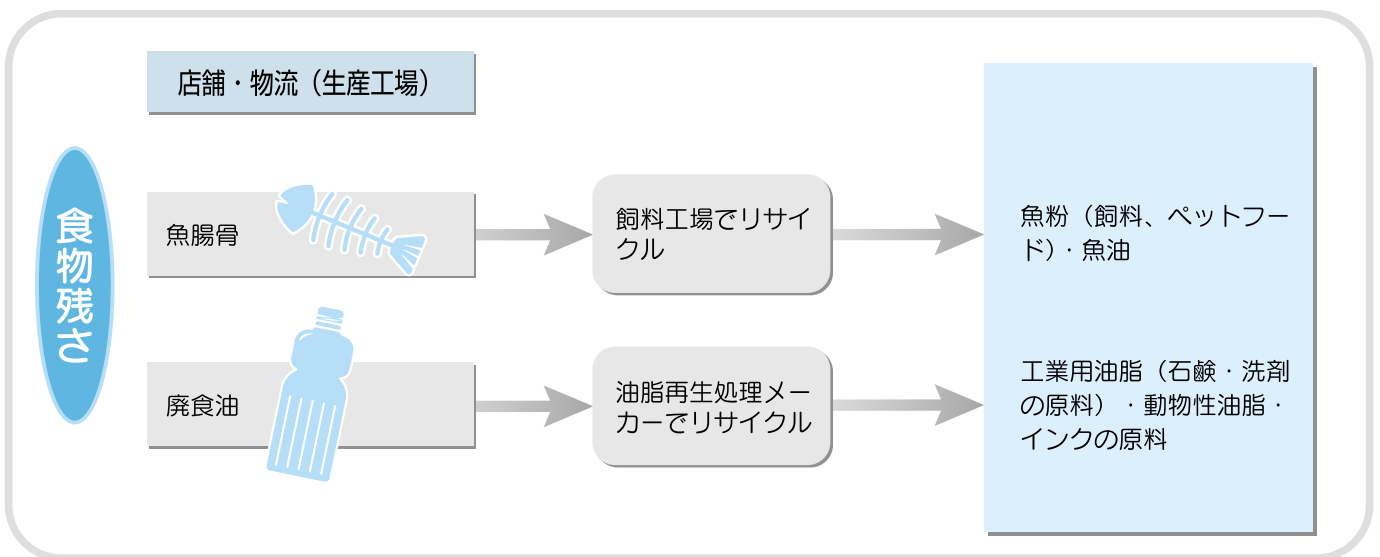 食物残さ
店舗・物流（生産工場）
魚腸骨
飼料工場でリサイ
クル
魚粉（飼料、ペットフー
ド）・魚油
廃食油
油脂再生処理メー
カーでリサイクル
工業用油脂（石鹸・洗剤
の原料）・動物性油脂・
インクの原料